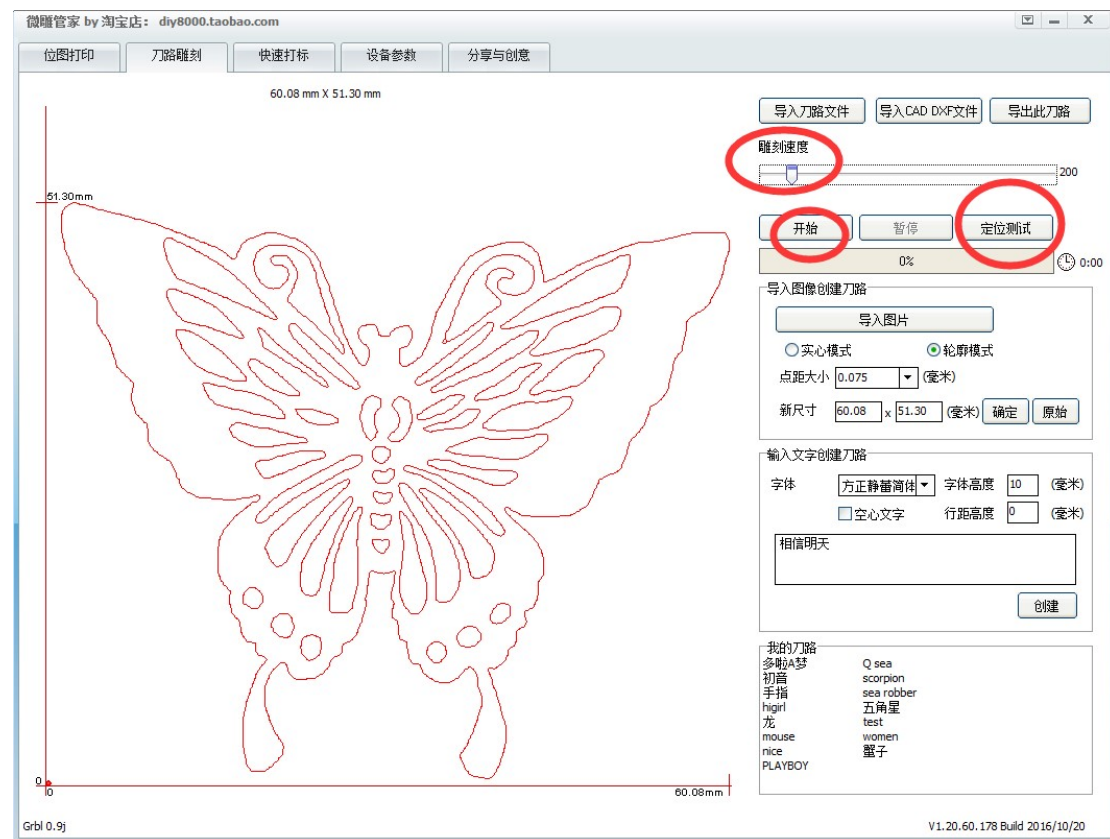 微雕管家 by 淘宝店： diy8000.taobao.com
位图打印 刀路雕刻 快速打标 设备参数 分享与创意
60.08 mm X 51.30 mm
导入刀路文件 导入CAD DXF文件 导出此刀路
雕刻速度
200
51.30mm
开始 暂停 定位测试
0% 0:00
导入图像创建刀路
导入图片
实心模式 轮廓模式
点距大小 0.075 (毫米)
新尺寸 60.08 x 51.30 (毫米) 确定 原始
输入文字创建刀路
字体 方正静蕾简体 字体高度 10 (毫米)
空心文字 行距高度 0 (毫米)
相信明天
创建
我的刀路
多啦A梦 Q sea
初音 scorpion
手指 sea robber
higirl 五角星
龙 test
mouse women
nice 蟹子
PLAYBOY
0
0 60.08mm
Grbl 0.9j V1.20.60.178 Build 2016/10/20